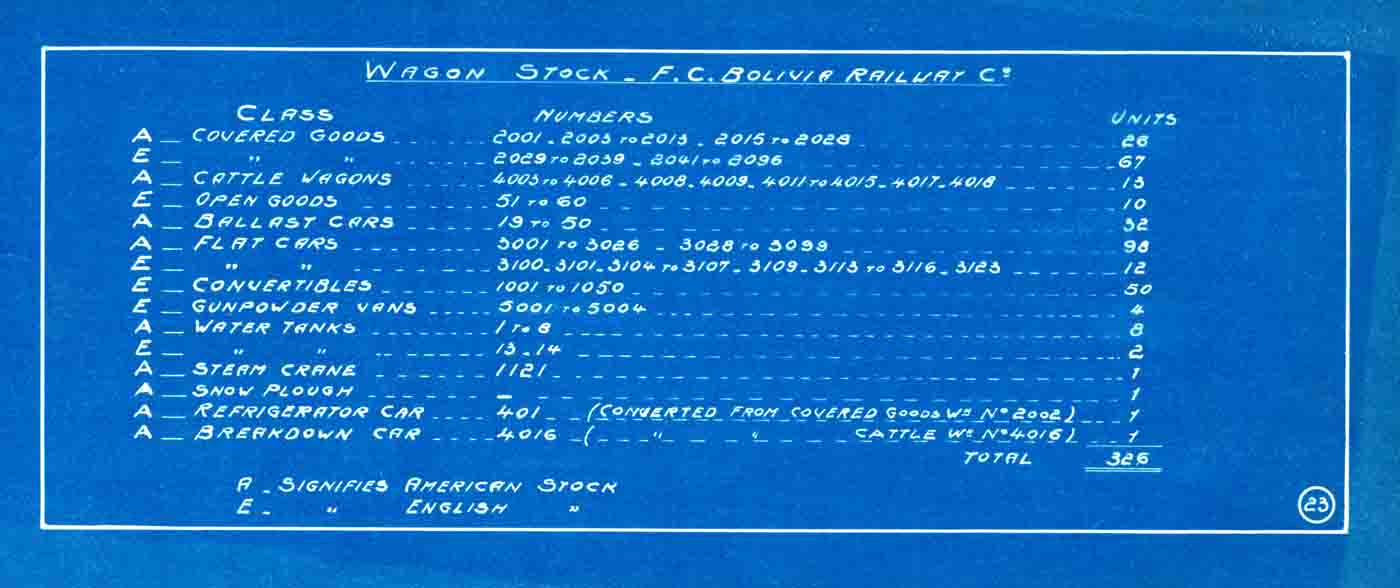 WAGON STOCK - F.C. BOLIVIA RAILWAY Cº
CLASS NUMBERS UNITS
A _ COVERED GOODS 2001 - 2003 TO 2013 - 2015 TO 2028 26
E _ " " 2029 TO 2039 - 2041 TO 2096 67
A _ CATTLE WAGONS 4003 TO 4006 - 4008 - 4009 - 4011 TO 4015 - 4017 - 4018 13
E _ OPEN GOODS 51 TO 60 10
A _ BALLAST CARS 19 TO 50 32
A _ FLAT CARS 3001 TO 3026 - 3028 TO 3099 98
E _ " " 3100 - 3101 - 3104 TO 3107 - 3109 - 3113 TO 3116 - 3123 12
E _ CONVERTIBLES 1001 TO 1050 50
E _ GUNPOWDER VANS 5001 TO 5004 4
A _ WATER TANKS 1 TO 8 8
E _ " " 13 - 14 2
A _ STEAM CRANE 1121 1
A _ SNOW PLOUGH - 1
A _ REFRIGERATOR CAR 401 (CONVERTED FROM COVERED GOODS Wⁿ Nº 2002) 1
A _ BREAKDOWN CAR 4016 ( " " CATTLE Wⁿ Nº 4016) 1
TOTAL 326
A - SIGNIFIES AMERICAN STOCK
E - " ENGLISH "
23